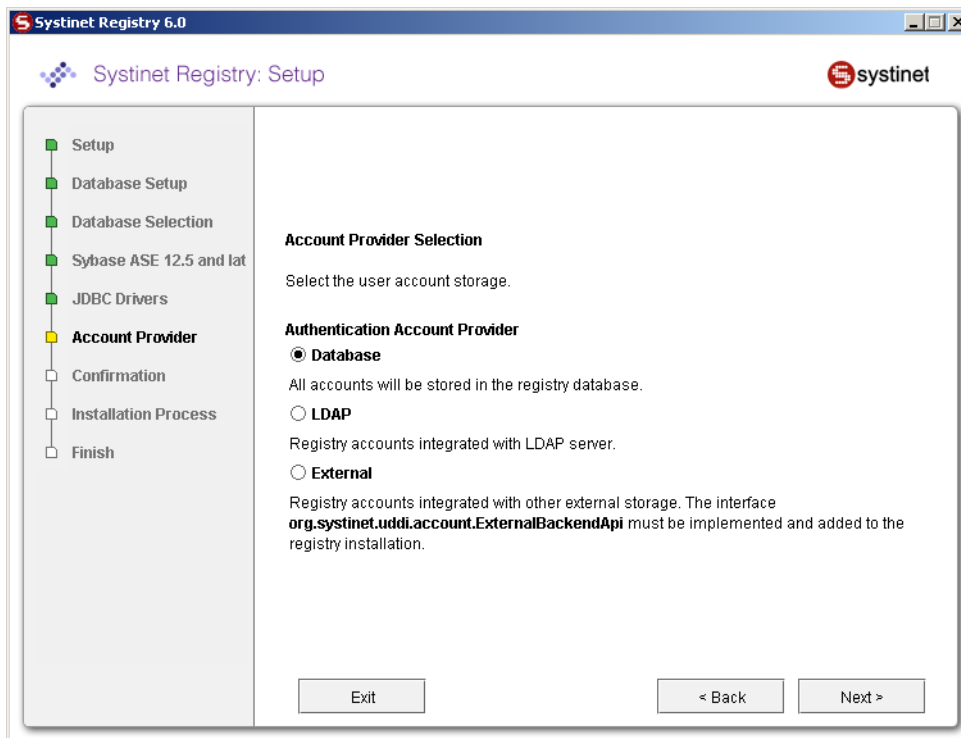 Systinet Registry 6.0
Systinet Registry: Setup
systinet
Setup
Database Setup
Database Selection
Sybase ASE 12.5 and lat
JDBC Drivers
Account Provider
Confirmation
Installation Process
Finish
Account Provider Selection
Select the user account storage.
Authentication Account Provider
Database
All accounts will be stored in the registry database.
LDAP
Registry accounts integrated with LDAP server.
External
Registry accounts integrated with other external storage. The interface
org.systinet.uddi.account.ExternalBackendApi must be implemented and added to the
registry installation.
Exit
< Back
Next >